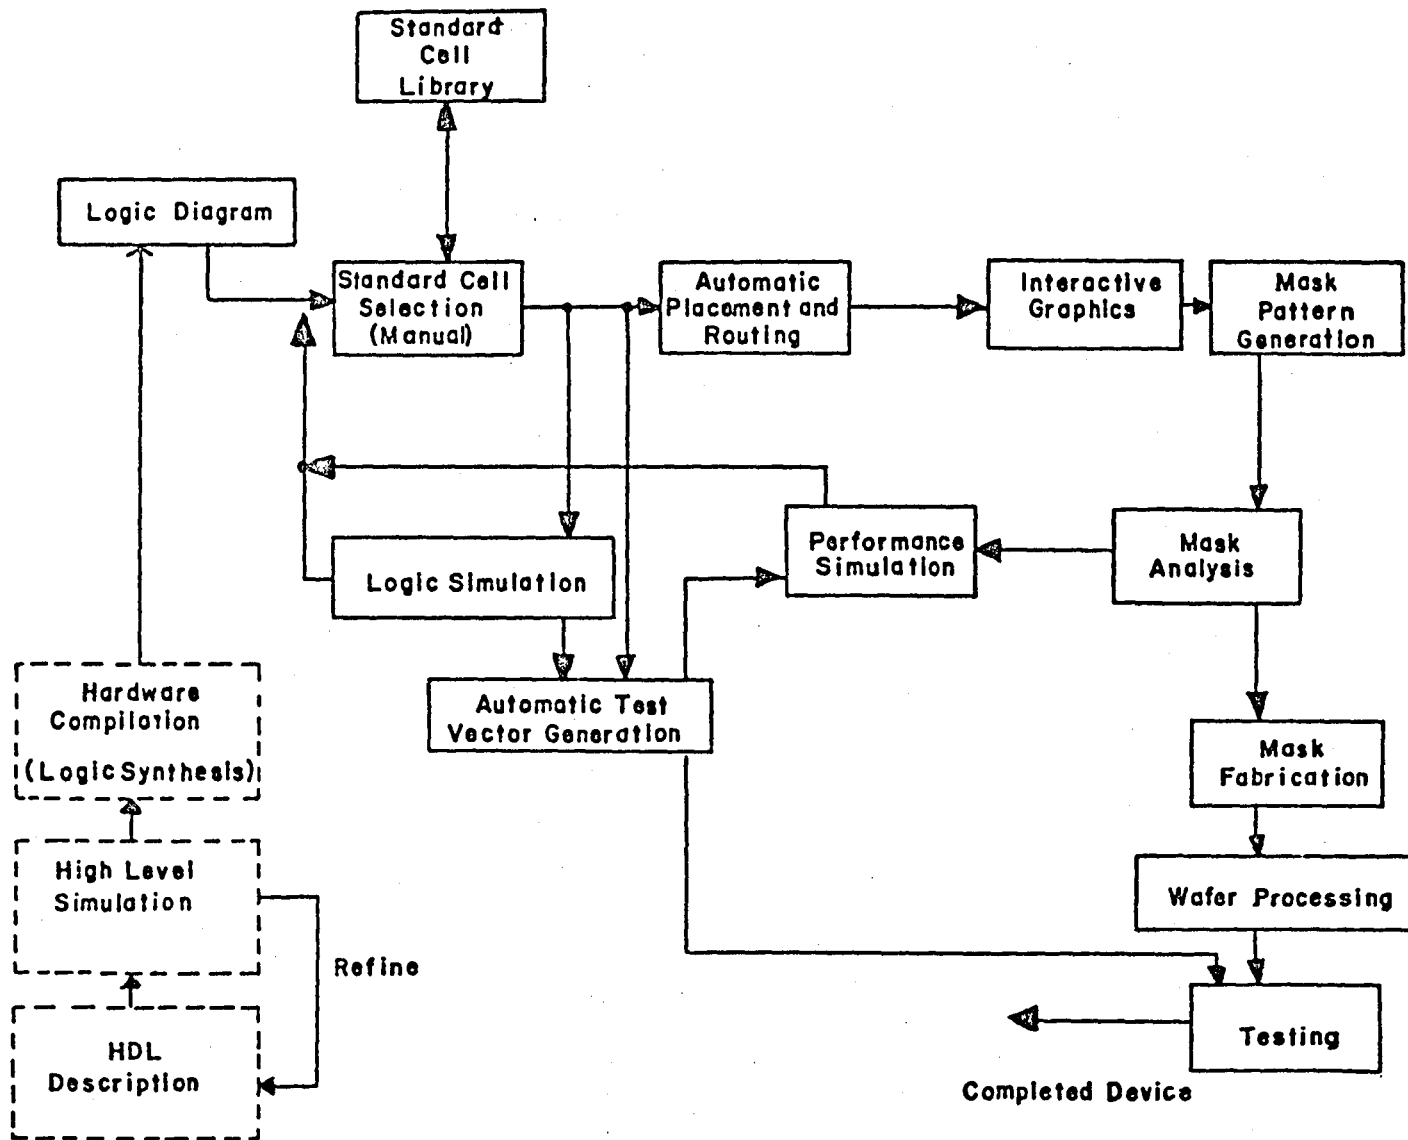 Standard
Cell
Library
Logic Diagram
Standard Cell
Selection
(Manual)
Automatic
Placement and
Routing
Interactive
Graphics
Mask
Pattern
Generation
Performance
Simulation
Mask
Analysis
Logic Simulation
Hardware
Compilation
(Logic Synthesis)
Automatic Test
Vector Generation
Mask
Fabrication
High Level
Simulation
Wafer Processing
Refine
HDL
Description
Testing
Completed Device